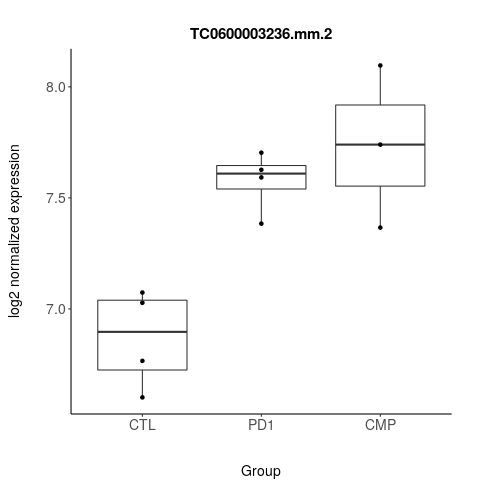 TC0600003236.mm.2
log2 normalized expression
8.0
7.5
7.0
CTL PD1 CMP
Group